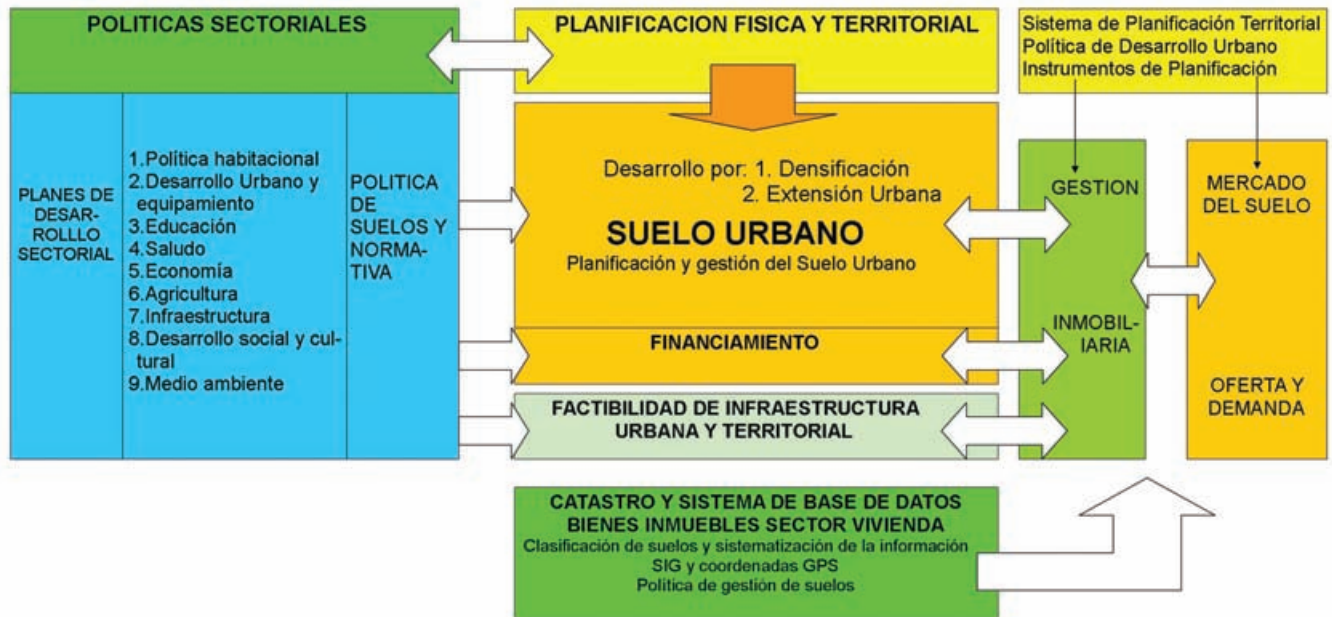 POLITICAS SECTORIALES
PLANIFICACION FISICA Y TERRITORIAL
Sistema de Planificación Territorial
Política de Desarrollo Urbano
Instrumentos de Planificación
PLANES DE
DESAR-
ROLLLO
SECTORIAL
1.Política habitacional
2.Desarrollo Urbano y
equipamiento
3.Educación
4.Saludo
5.Economía
6.Agricultura
7.Infraestructura
8.Desarrollo social y cul-
tural
9.Medio ambiente
POLITICA
DE
SUELOS Y
NORMA-
TIVA
Desarrollo por: 1. Densificación
2. Extensión Urbana
SUELO URBANO
Planificación y gestión del Suelo Urbano
FINANCIAMIENTO
FACTIBILIDAD DE INFRAESTRUCTURA
URBANA Y TERRITORIAL
GESTION
INMOBIL-
IARIA
MERCADO
DEL SUELO
OFERTA Y
DEMANDA
CATASTRO Y SISTEMA DE BASE DE DATOS
BIENES INMUEBLES SECTOR VIVIENDA
Clasificación de suelos y sistematización de la información
SIG y coordenadas GPS
Política de gestión de suelos